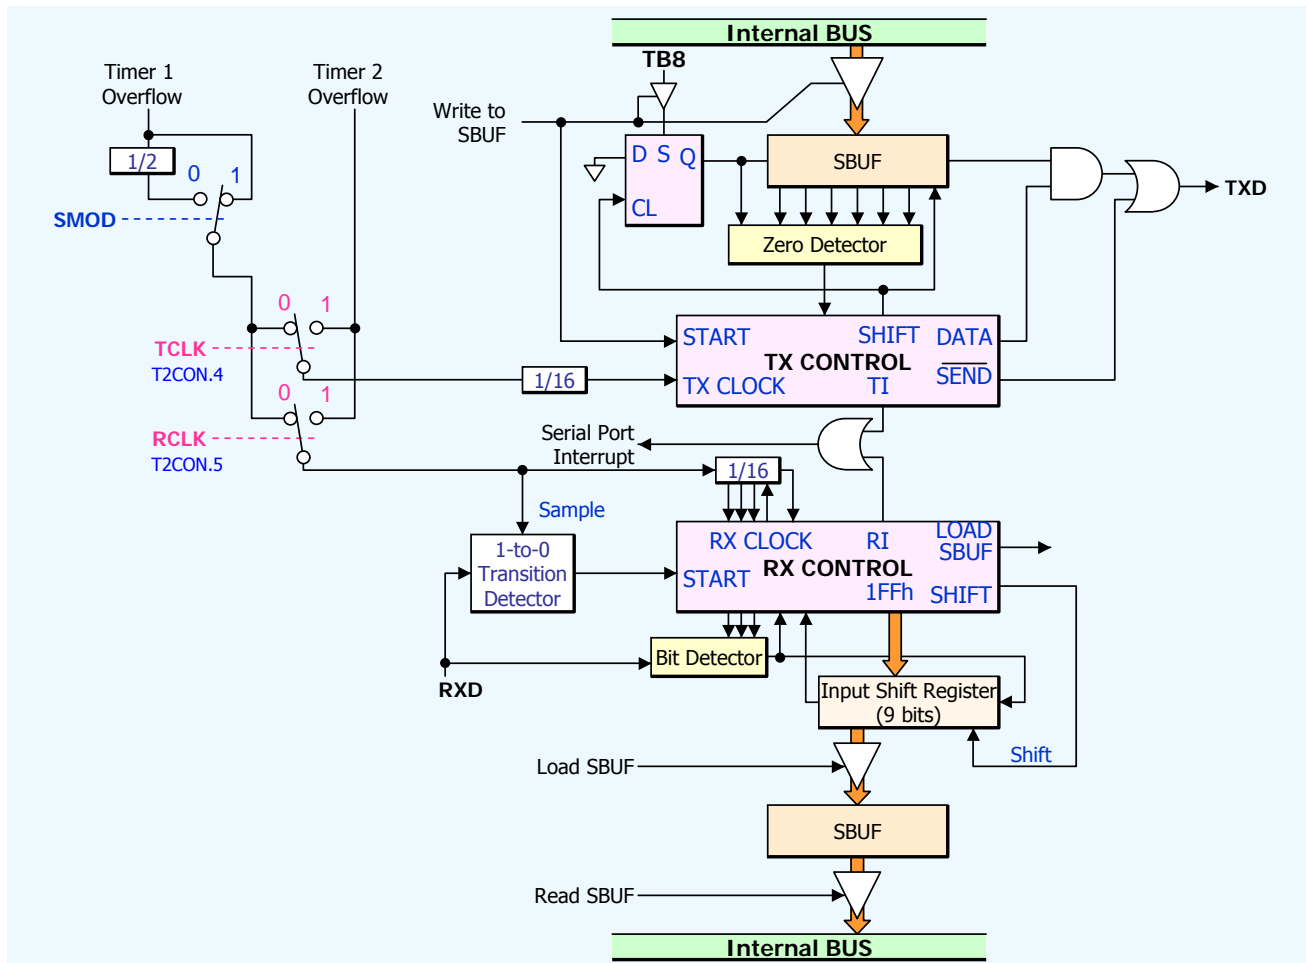 Internal BUS
TB8
Timer 1
Overflow
Timer 2
Overflow
Write to
SBUF
1/2
0 1
D S Q
CL
SBUF
TXD
SMOD
Zero Detector
0 1
TCLK
T2CON.4
START SHIFT DATA
TX CONTROL
TX CLOCK TI SEND
1/16
0 1
RCLK
T2CON.5
Serial Port
Interrupt
1/16
Sample
1-to-0
Transition
Detector
RX CLOCK RI LOAD
SBUF
RX CONTROL
START 1FFh SHIFT
Bit Detector
RXD
Input Shift Register
(9 bits)
Shift
Load SBUF
SBUF
Read SBUF
Internal BUS